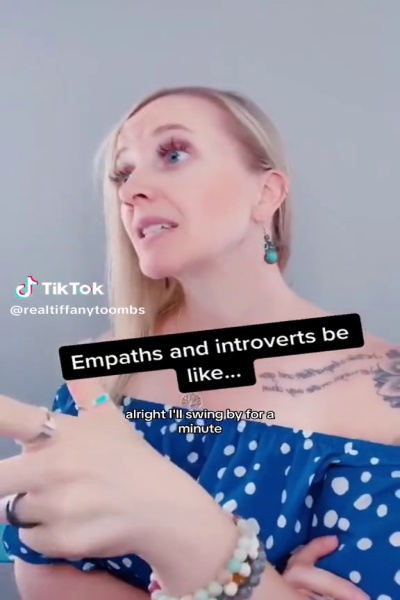 TikTok
@realtiffanytoombs
Empaths and introverts be
like...
alright I'll swing by for a
minute